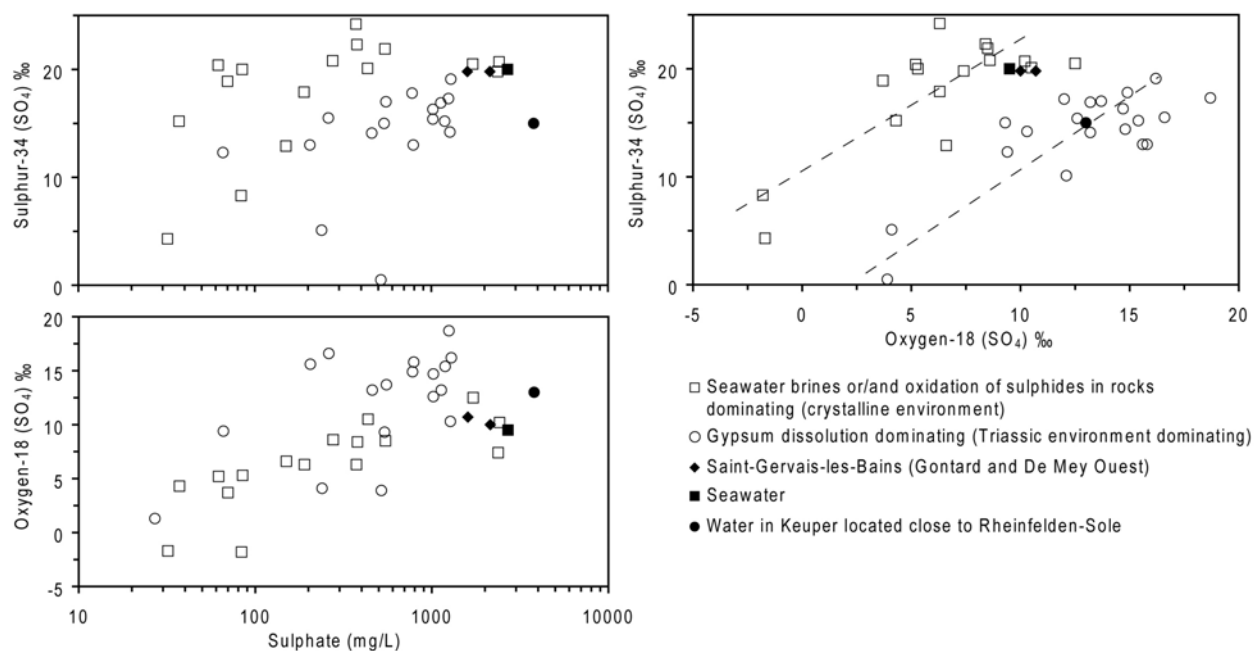 Sulphur-34 (SO4) ‰
20
10
0
Oxygen-18 (SO4) ‰
20
15
10
5
0
-5
10
100
1000
10000
Sulphate (mg/L)
Sulphur-34 (SO4) ‰
20
10
0
-5
0
5
10
15
20
Oxygen-18 (SO4) ‰
Seawater brines or/and oxidation of sulphides in rocks
dominating (crystalline environment)
Gypsum dissolution dominating (Triassic environment dominating)
Saint-Gervais-les-Bains (Gontard and De Mey Ouest)
Seawater
Water in Keuper located close to Rheinfelden-Sole